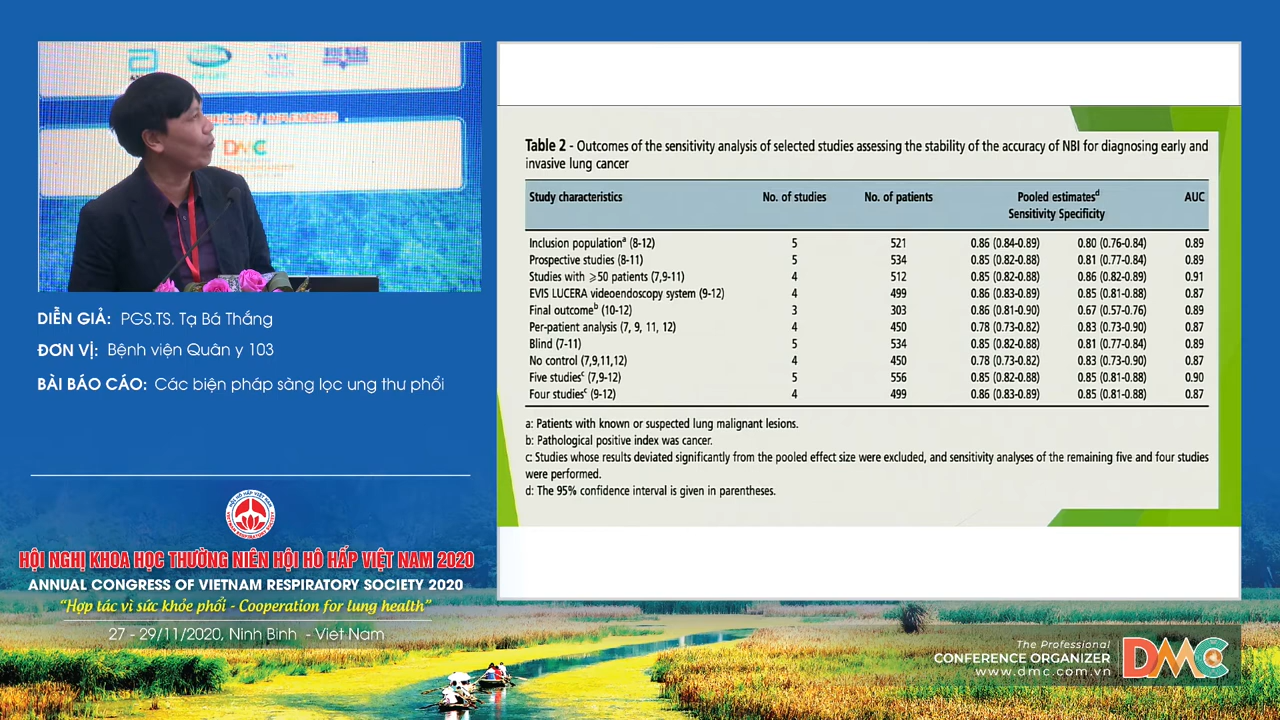 VPC
DMC
DIỄN GIẢ: PGS.TS. Tạ Bá Thắng
ĐƠN VỊ: Bệnh viện Quân y 103
BÀI BÁO CÁO: Các biện pháp sàng lọc ung thư phổi
HỘI NGHỊ KHOA HỌC THƯỜNG NIÊN HỘI HÔ HẤP VIỆT NAM 2020
ANNUAL CONGRESS OF VIETNAM RESPIRATORY SOCIETY 2020
“Hợp tác vì sức khỏe phổi - Cooperation for lung health”
27 - 29/11/2020, Ninh Binh - Viet Nam
Table 2 - Outcomes of the sensitivity analysis of selected studies assessing the stability of the accuracy of NBI for diagnosing early and
invasive lung cancer
Study characteristics No. of studies No. of patients Pooled estimatesᵈ AUC
Sensitivity Specificity
Inclusion populationᵃ (8-12) 5 521 0.86 (0.84-0.89) 0.80 (0.76-0.84) 0.89
Prospective studies (8-11) 5 534 0.85 (0.82-0.88) 0.81 (0.77-0.84) 0.89
Studies with ⩾50 patients (7,9-11) 4 512 0.85 (0.82-0.88) 0.86 (0.82-0.89) 0.91
EVIS LUCERA videoendoscopy system (9-12) 4 499 0.86 (0.83-0.89) 0.85 (0.81-0.88) 0.87
Final outcomeᵇ (10-12) 3 303 0.86 (0.81-0.90) 0.67 (0.57-0.76) 0.89
Per-patient analysis (7, 9, 11, 12) 4 450 0.78 (0.73-0.82) 0.83 (0.73-0.90) 0.87
Blind (7-11) 5 534 0.85 (0.82-0.88) 0.81 (0.77-0.84) 0.89
No control (7,9,11,12) 4 450 0.78 (0.73-0.82) 0.83 (0.73-0.90) 0.87
Five studiesᶜ (7,9-12) 5 556 0.85 (0.82-0.88) 0.85 (0.81-0.88) 0.90
Four studiesᶜ (9-12) 4 499 0.86 (0.83-0.89) 0.85 (0.81-0.88) 0.87
a: Patients with known or suspected lung malignant lesions.
b: Pathological positive index was cancer.
c: Studies whose results deviated significantly from the pooled effect size were excluded, and sensitivity analyses of the remaining five and four studies
were performed.
d: The 95% confidence interval is given in parentheses.
The Professional
CONFERENCE ORGANIZER
www.dmc.com.vn
DMC